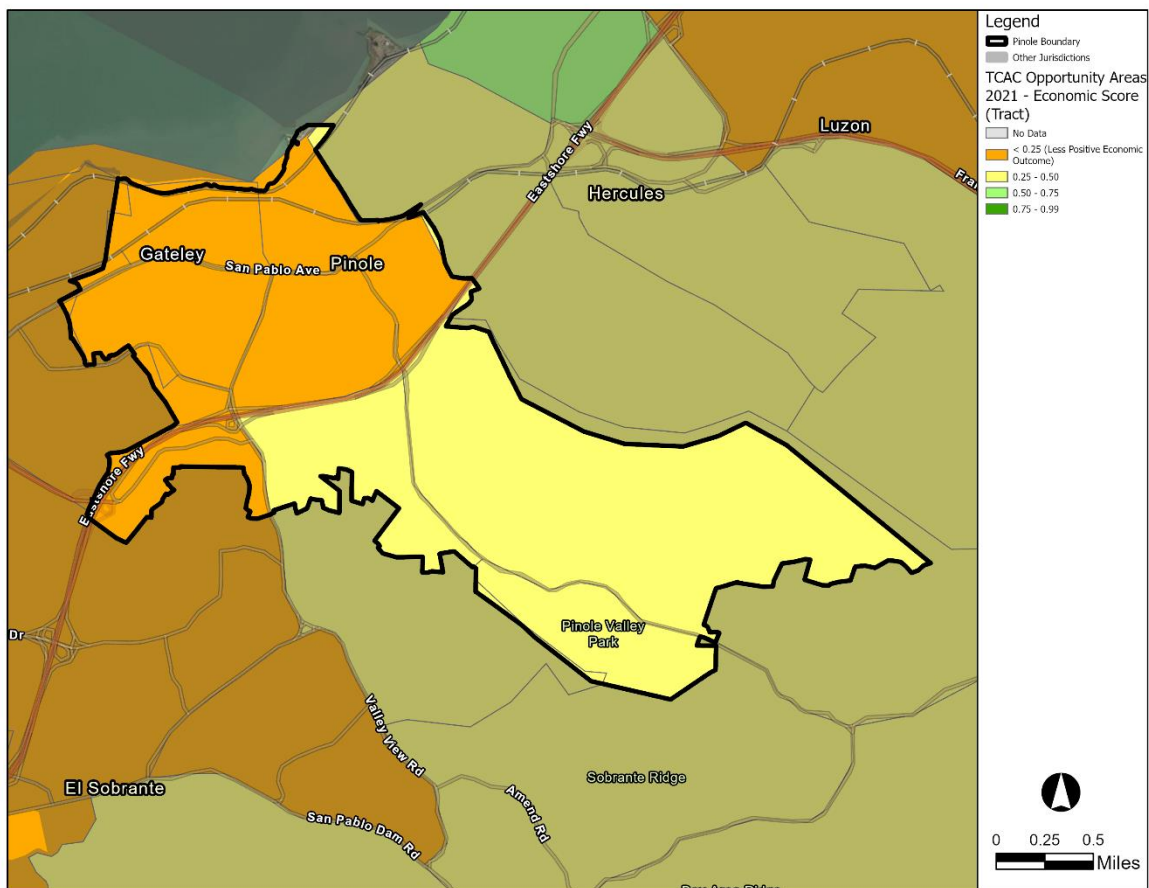 Legend
Pinole Boundary
Other Jurisdictions
TCAC Opportunity Areas
2021 - Economic Score
(Tract)
No Data
< 0.25 (Less Positive Economic
Outcome)
0.25 - 0.50
0.50 - 0.75
0.75 - 0.99
Luzon
Eastshore Fwy
Hercules
Fra
Gateley
San Pablo Ave
Pinole
Eastshore Fwy
Pinole Valley
Park
Dr
Valley View Rd
Sobrante Ridge
El Sobrante
Amend Rd
San Pablo Dam Rd
0 0.25 0.5
Miles